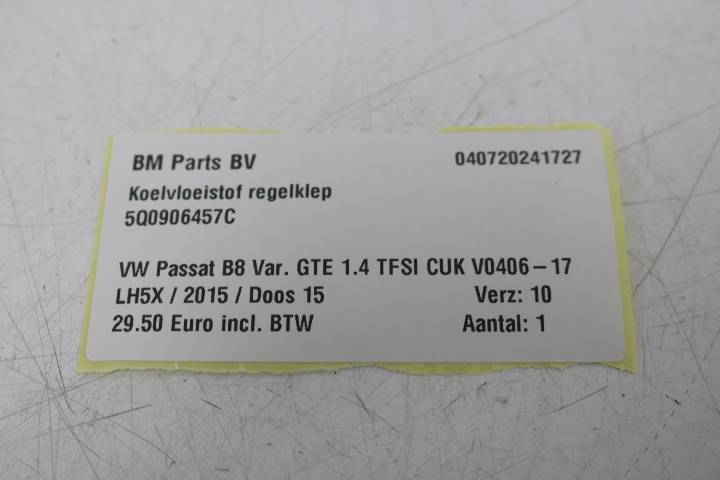 BM Parts BV 040720241727
Koelvloeistof regelklep
5Q0906457C
VW Passat B8 Var. GTE 1.4 TFSI CUK V0406-17
LH5X / 2015 / Doos 15 Verz: 10
29.50 Euro incl. BTW Aantal: 1